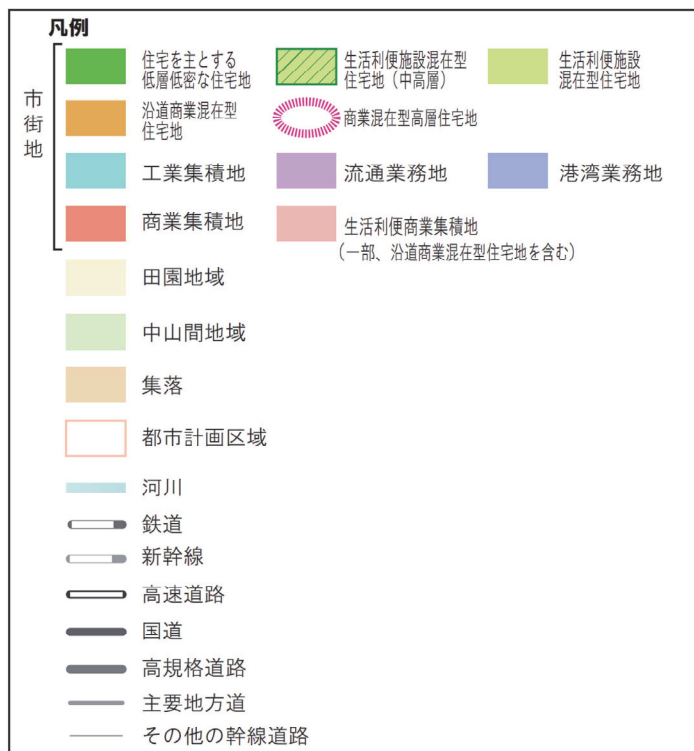 凡例
市街地
住宅を主とする
低層低密な住宅地
生活利便施設混在型
住宅地（中高層）
生活利便施設
混在型住宅地
沿道商業混在型
住宅地
商業混在型高層住宅地
工業集積地
流通業務地
港湾業務地
商業集積地
生活利便商業集積地
（一部、沿道商業混在型住宅地を含む）
田園地域
中山間地域
集落
都市計画区域
河川
鉄道
新幹線
高速道路
国道
高規格道路
主要地方道
その他の幹線道路